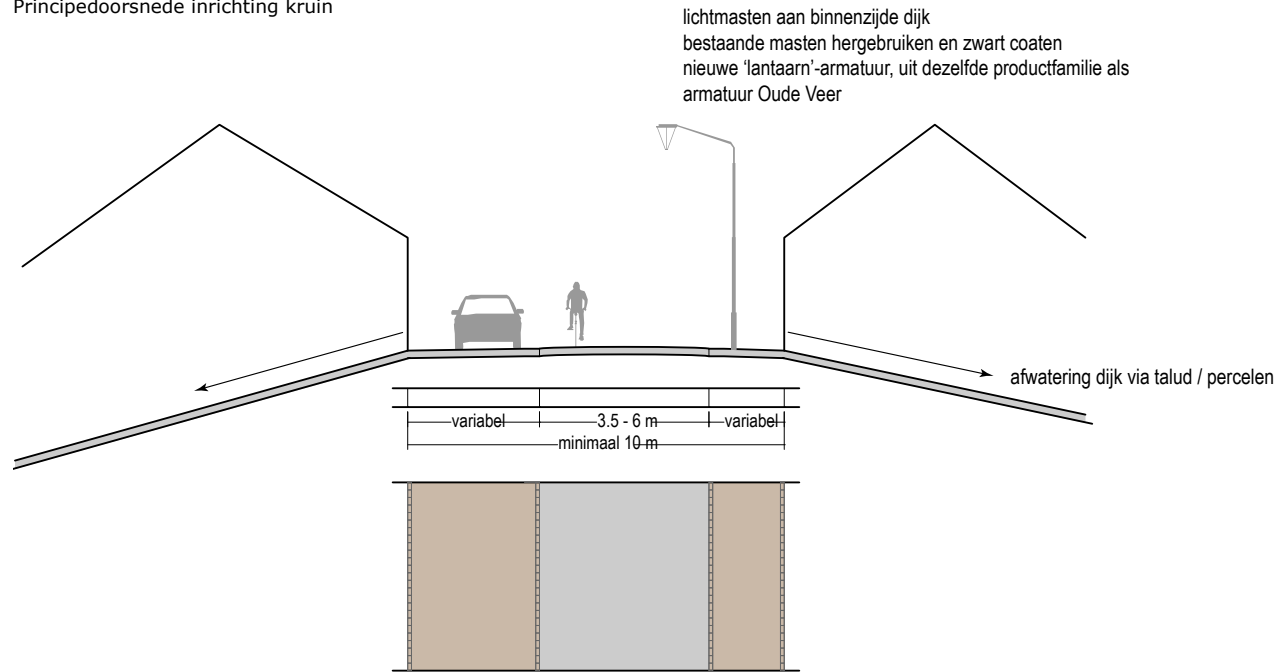 Principedoorsnede inrichting kruin
lichtmasten aan binnenzijde dijk
bestaande masten hergebruiken en zwart coaten
nieuwe ‘lantaarn’-armatuur, uit dezelfde productfamilie als
armatuur Oude Veer
afwatering dijk via talud / percelen
variabel 3.5 - 6 m variabel
minimaal 10 m